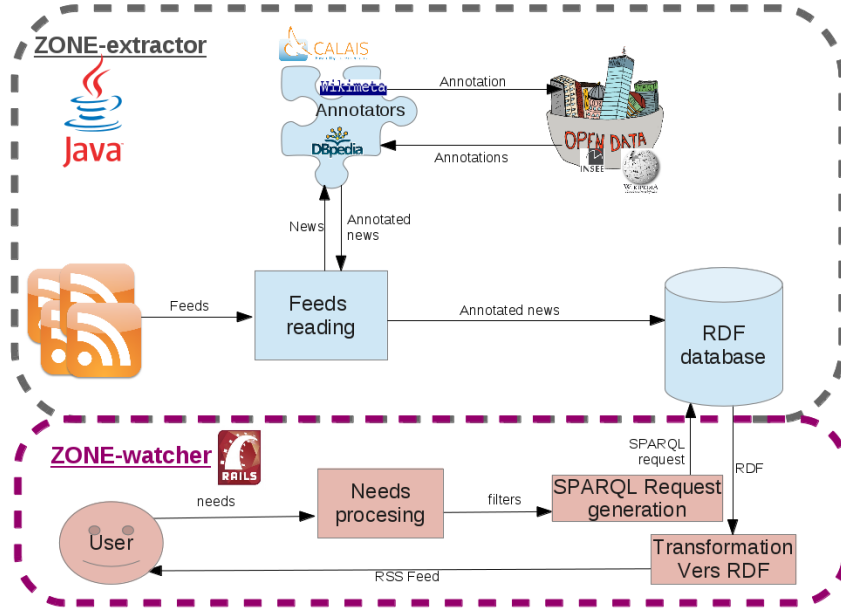 ZONE-extractor
Java
CALAIS
Wikimeta
Annotators
DBpedia
Annotation
Annotations
OPEN DATA
INSEE
WIKIPEDIA
News
Annotated
news
Feeds
Feeds
reading
Annotated news
RDF
database
SPARQL
request
RDF
ZONE-watcher
RAILS
needs
User
Needs
procesing
filters
SPARQL Request
generation
Transformation
Vers RDF
RSS Feed